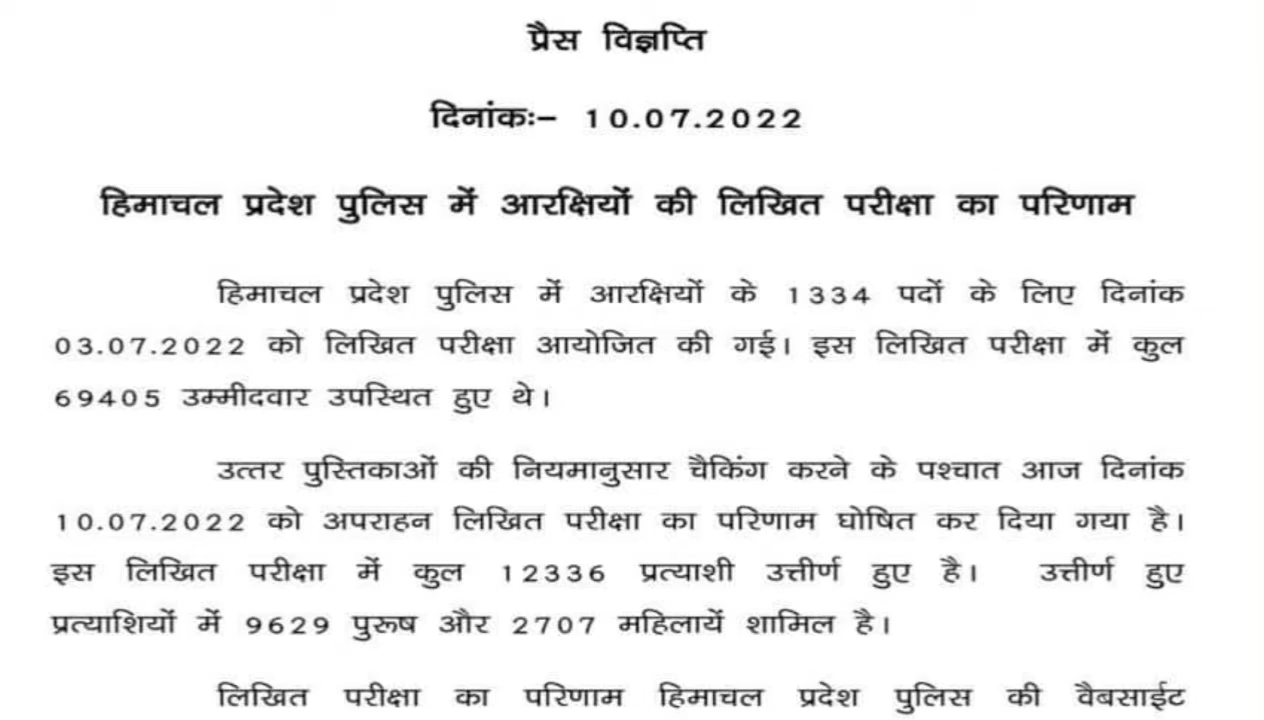 प्रैस विज्ञप्ति
दिनांकः– 10.07.2022
हिमाचल प्रदेश पुलिस में आरक्षियों की लिखित परीक्षा का परिणाम
हिमाचल प्रदेश पुलिस में आरक्षियों के 1334 पदों के लिए दिनांक
03.07.2022 को लिखित परीक्षा आयोजित की गई। इस लिखित परीक्षा में कुल
69405 उम्मीदवार उपस्थित हुए थे।
उत्तर पुस्तिकाओं की नियमानुसार चैकिंग करने के पश्चात आज दिनांक
10.07.2022 को अपराहन लिखित परीक्षा का परिणाम घोषित कर दिया गया है।
इस लिखित परीक्षा में कुल 12336 प्रत्याशी उत्तीर्ण हुए है। उत्तीर्ण हुए
प्रत्याशियों में 9629 पुरूष और 2707 महिलायें शामिल है।
लिखित परीक्षा का परिणाम हिमाचल प्रदेश पुलिस की वैबसाईट